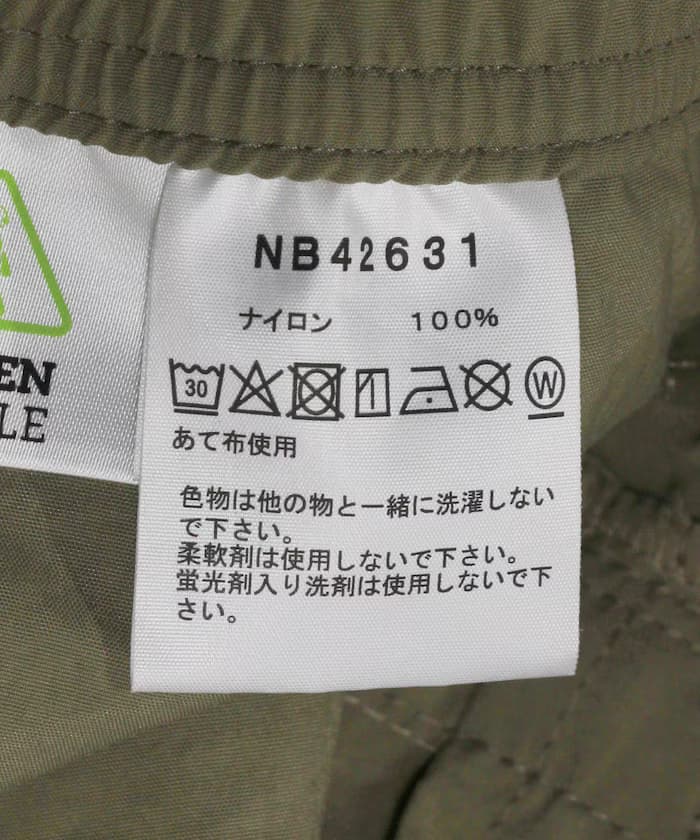 EN
LE
NB42631
ナイロン 100%
30
W
あて布使用
色物は他の物と一緒に洗濯しない
で下さい。
柔軟剤は使用しないで下さい。
蛍光剤入り洗剤は使用しないで下
さい。